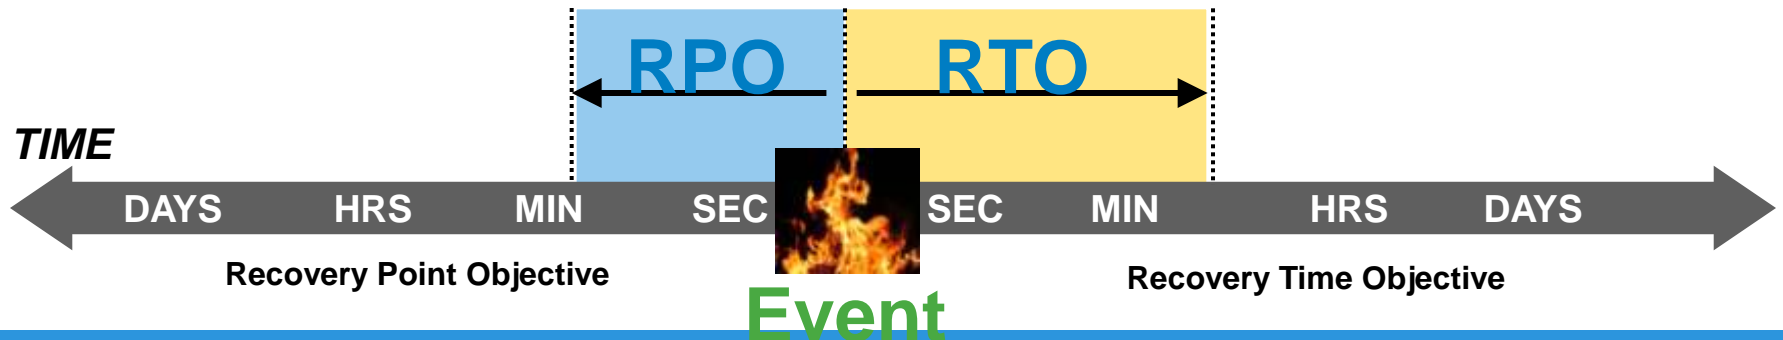 RPO RTO
TIME
DAYS HRS MIN SEC SEC MIN HRS DAYS
Recovery Point Objective Recovery Time Objective
Event